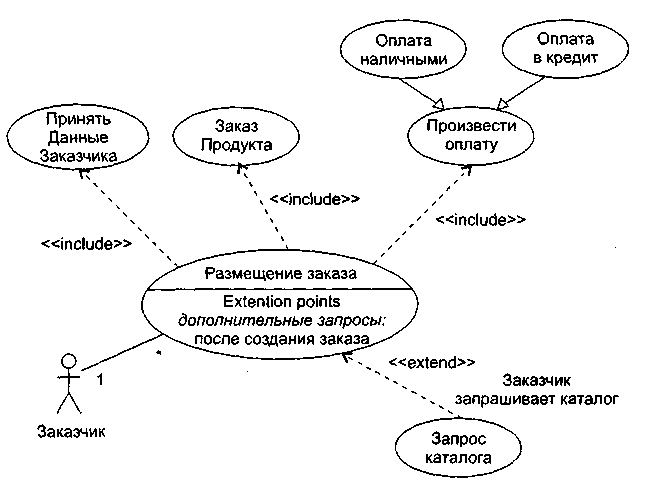 Оплата
наличными
Оплата
в кредит
Принять
Данные
Заказчика
Заказ
Продукта
Произвести
оплату
<<include>>
<<include>>
<<include>>
Размещение заказа
Extention points
дополнительные запросы:
после создания заказа
<<extend>>
1
Заказчик
Заказчик
запрашивает каталог
Запрос
каталога